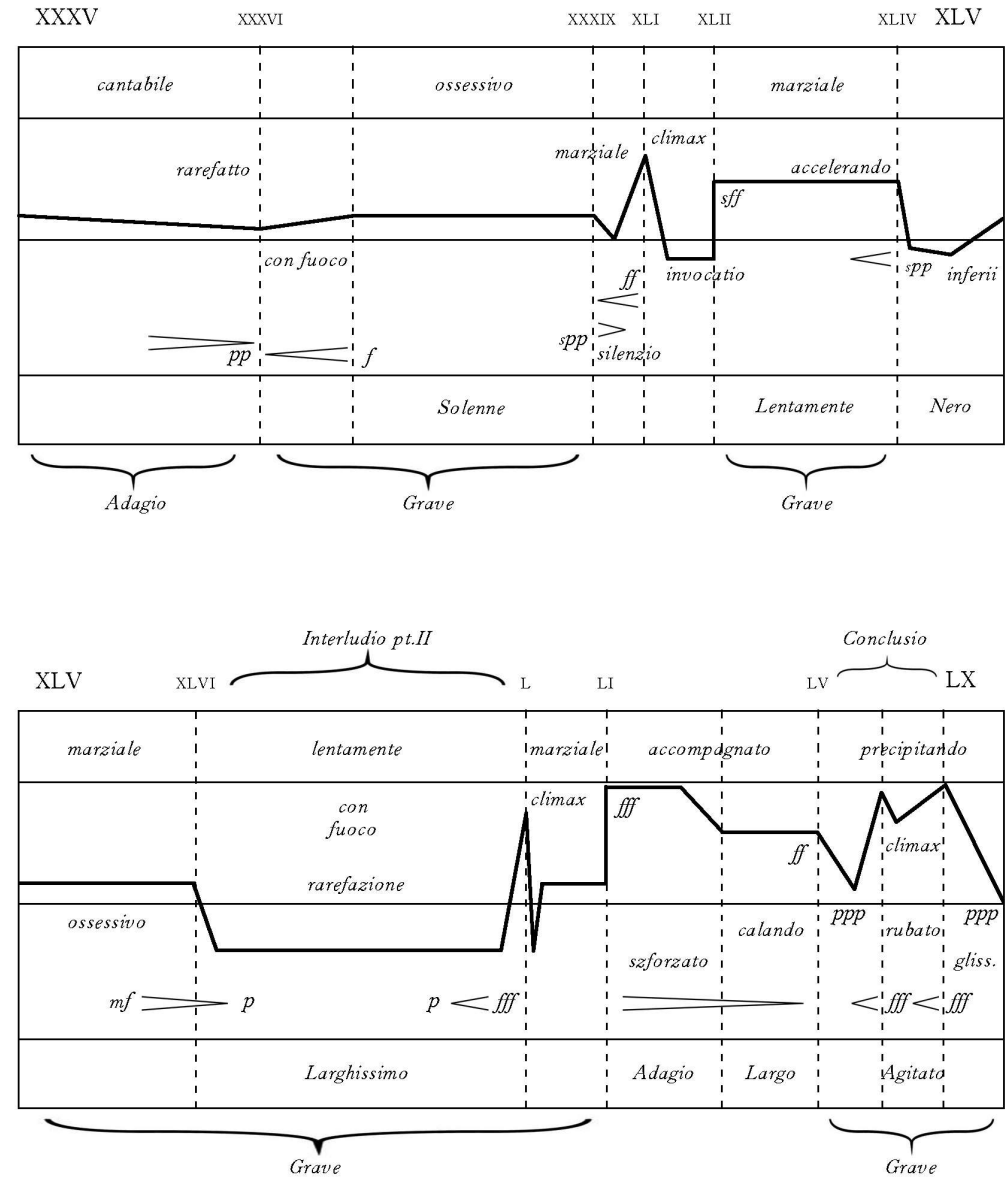 XXXV XXXVI XXXIX XLI XLII XLIV XLV
cantabile ossessivo marziale
climax
marziale
rarefatto accelerando
sff
con fuoco invocatio spp inferii
ff
spp
pp f silenzio
Solenne Lentamente Nero
Adagio Grave Grave
Interludio pt.II Conclusio
XLV XLVI L LI LV LX
marziale lentamente marziale accompagnato precipitando
climax
con fff
fuoco
climax
ff
rarefazione
ossessivo ppp ppp
calando rubato
szforzato gliss.
mf p p fff fff fff
Larghissimo Adagio Largo Agitato
Grave Grave